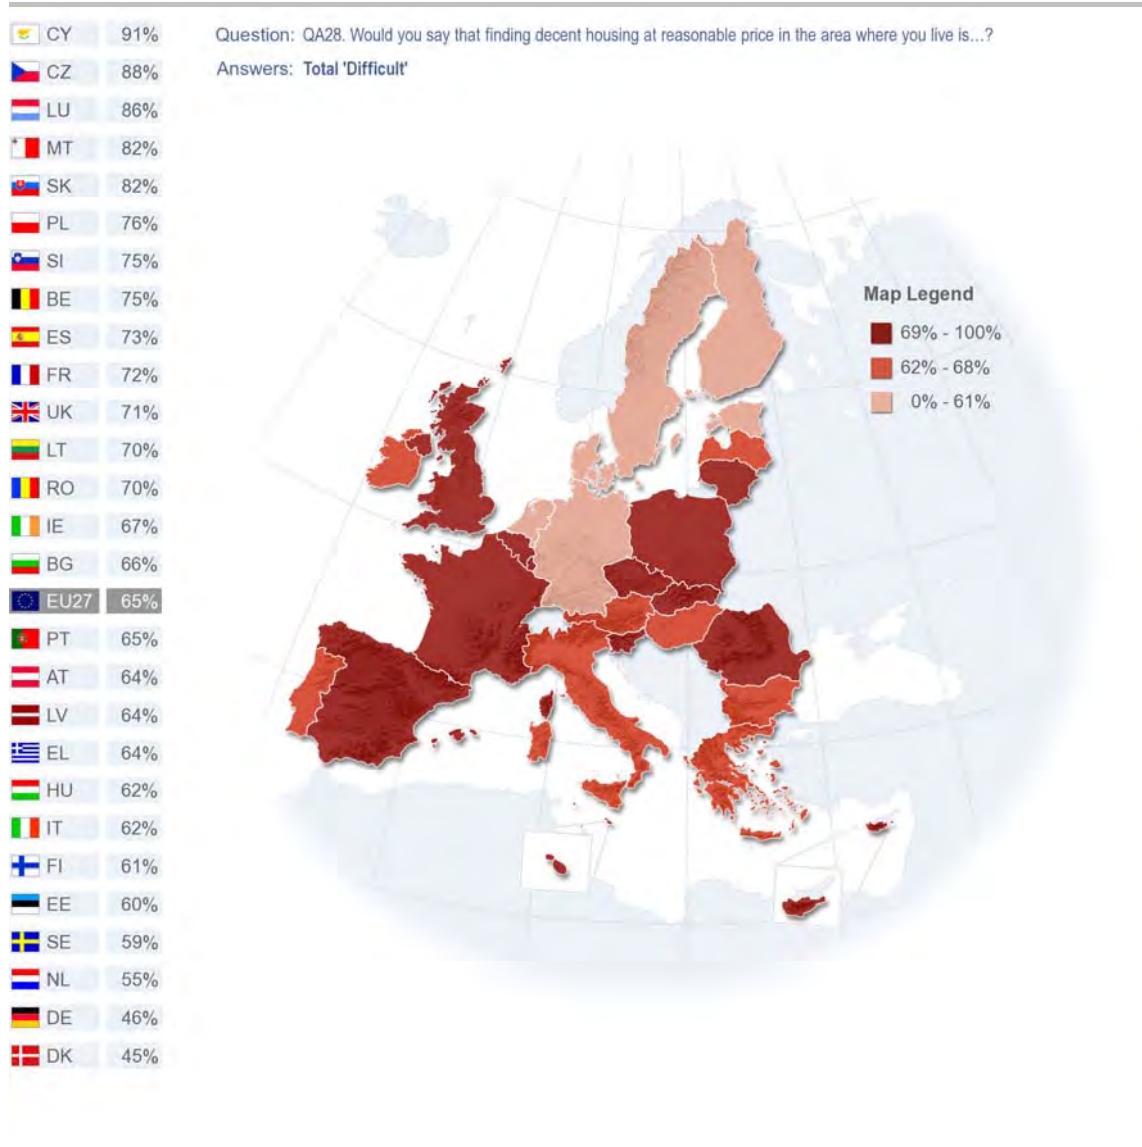 Question: QA28. Would you say that finding decent housing at reasonable price in the area where you live is...?
Answers: Total 'Difficult'
CY 91%
CZ 88%
LU 86%
MT 82%
SK 82%
PL 76%
SI 75%
BE 75%
ES 73%
FR 72%
UK 71%
LT 70%
RO 70%
IE 67%
BG 66%
EU27 65%
PT 65%
AT 64%
LV 64%
EL 64%
HU 62%
IT 62%
FI 61%
EE 60%
SE 59%
NL 55%
DE 46%
DK 45%
Map Legend
69% - 100%
62% - 68%
0% - 61%